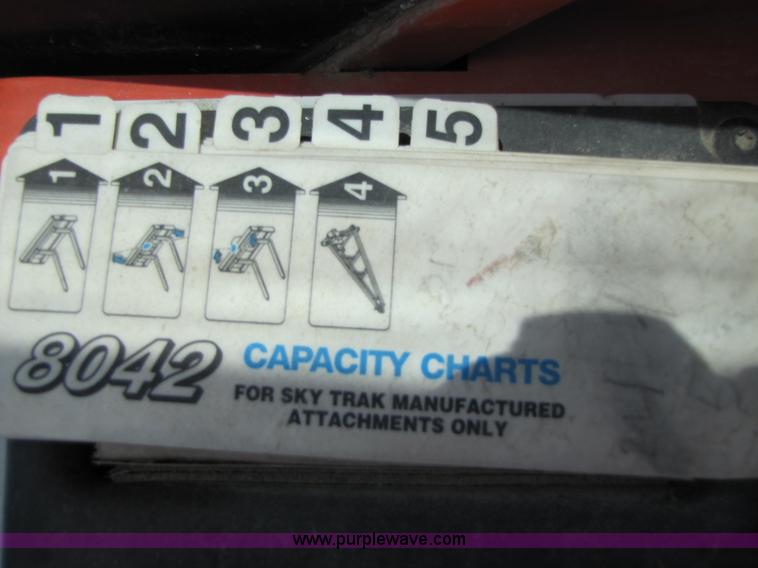 1 2 3 4 5
1 2 3 4
8042 CAPACITY CHARTS
FOR SKY TRAK MANUFACTURED
ATTACHMENTS ONLY
www.purplewave.com